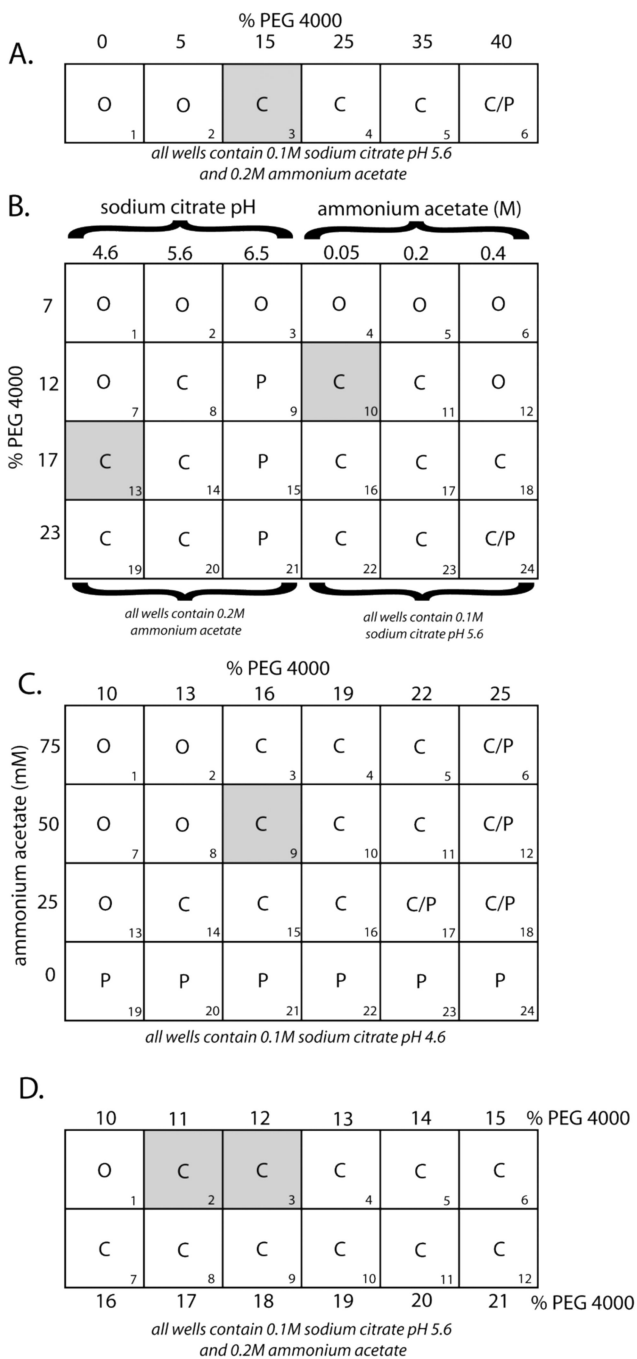 % PEG 4000
0 5 15 25 35 40
A.
O O C C C C/P
1 2 3 4 5 6
all wells contain 0.1M sodium citrate pH 5.6
and 0.2M ammonium acetate
B.
sodium citrate pH ammonium acetate (M)
4.6 5.6 6.5 0.05 0.2 0.4
% PEG 4000
7 O O O O O O
1 2 3 4 5 6
12 O C P C C O
7 8 9 10 11 12
17 C C P C C C
13 14 15 16 17 18
23 C C P C C C/P
19 20 21 22 23 24
all wells contain 0.2M
ammonium acetate
all wells contain 0.1M
sodium citrate pH 5.6
C.
% PEG 4000
10 13 16 19 22 25
ammonium acetate (mM)
75 O O C C C C/P
1 2 3 4 5 6
50 O O C C C C/P
7 8 9 10 11 12
25 O C C C C/P C/P
13 14 15 16 17 18
0 P P P P P P
19 20 21 22 23 24
all wells contain 0.1M sodium citrate pH 4.6
D.
10 11 12 13 14 15 % PEG 4000
O C C C C C
1 2 3 4 5 6
C C C C C C
7 8 9 10 11 12
16 17 18 19 20 21 % PEG 4000
all wells contain 0.1M sodium citrate pH 5.6
and 0.2M ammonium acetate